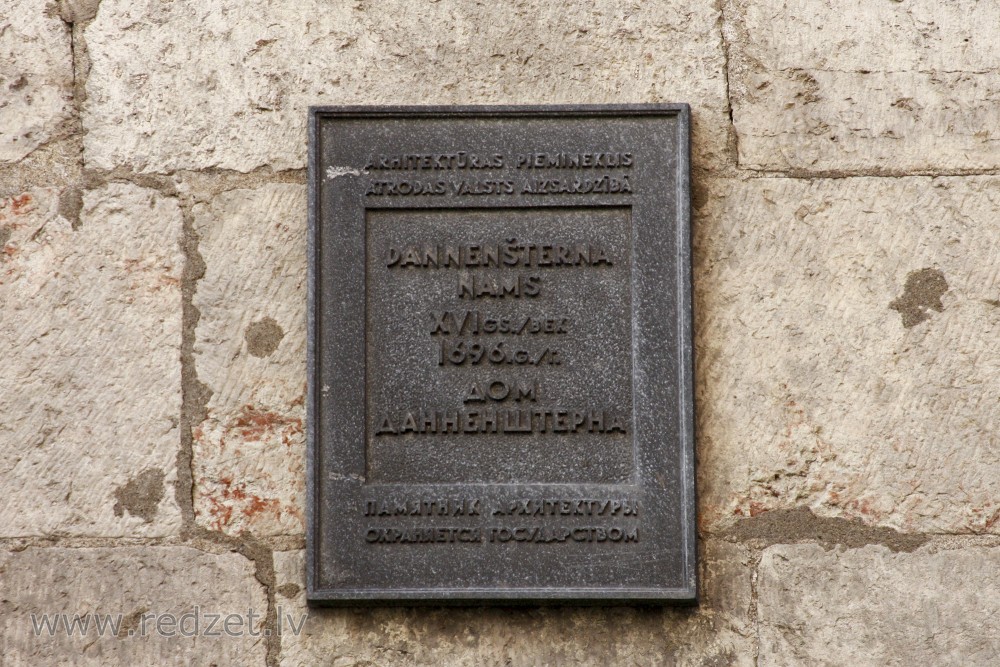 ARHITEKTŪRAS PIEMINEKLIS
ATRODAS VALSTS AIZSARDZĪBĀ
DANNENŠTERNA
NAMS
XVI GS./ВЕК
1696.G./Г.
ДОМ
ДАННЕНШТЕРНА
ПАМЯТНИК АРХИТЕКТУРЫ
ОХРАНЯЕТСЯ ГОСУДАРСТВОМ
www.redzet.lv